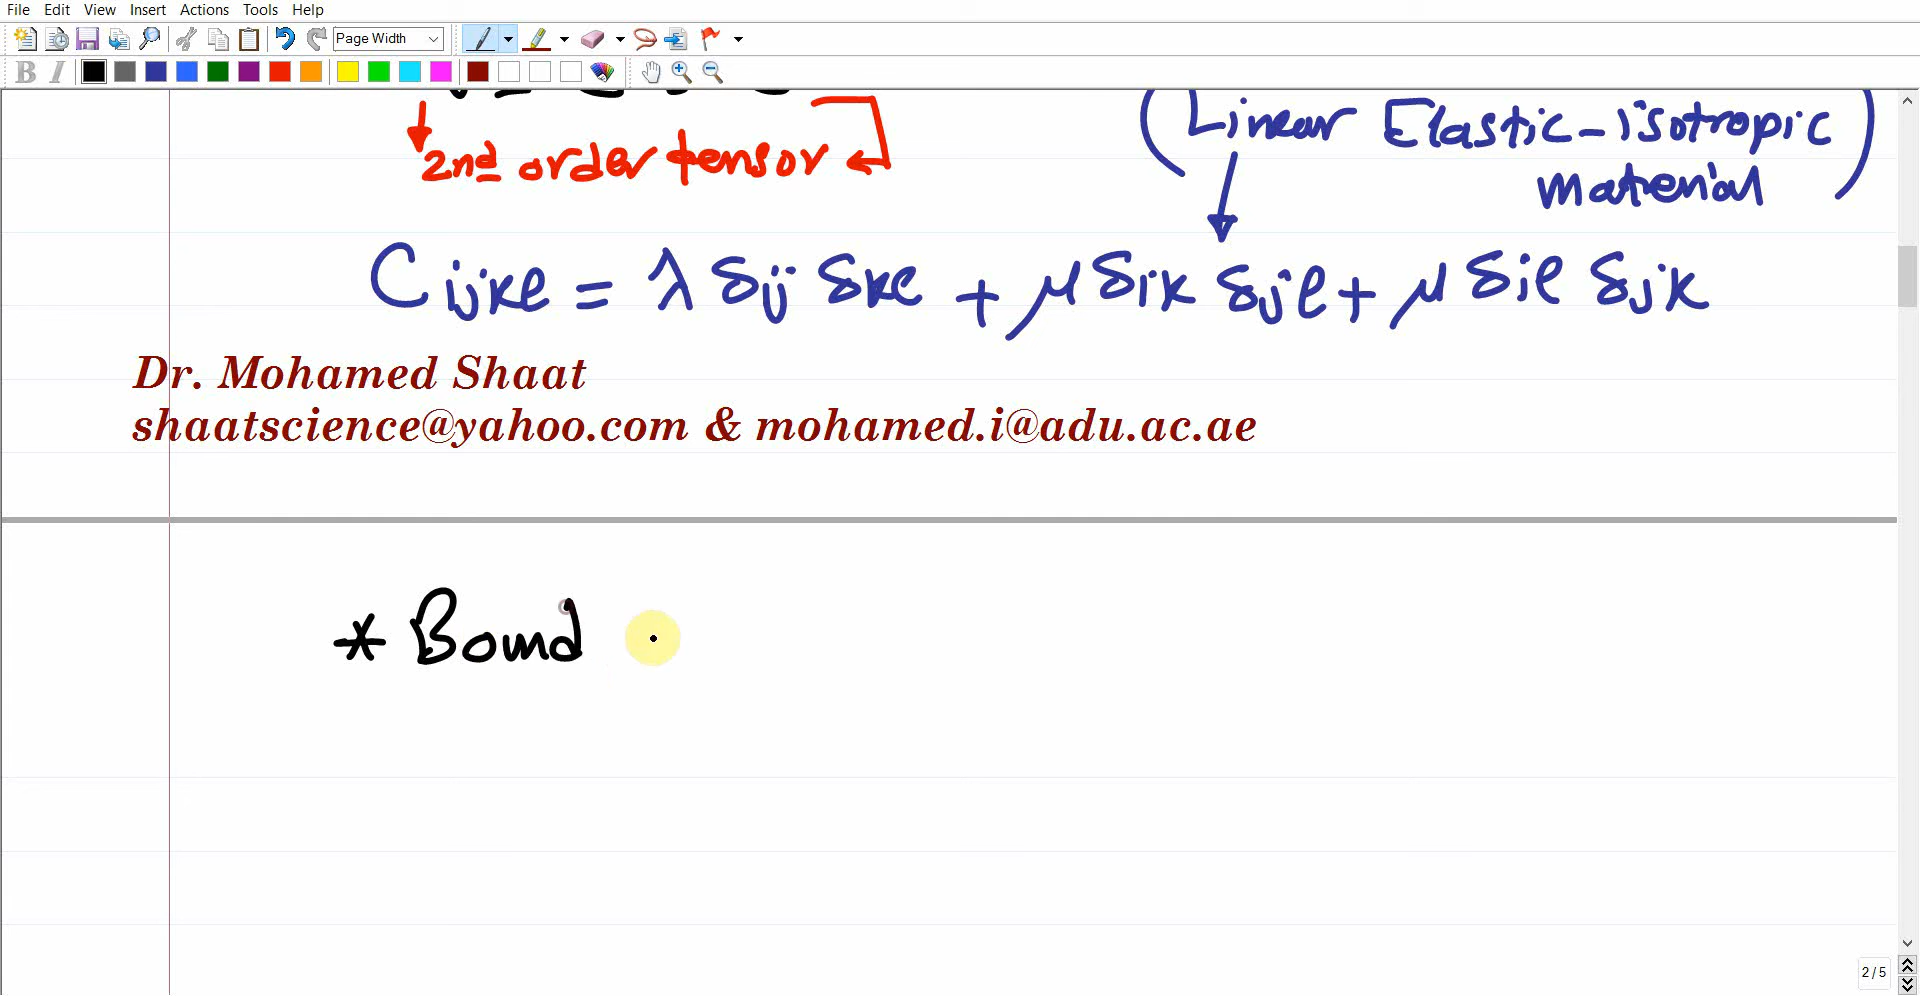 File Edit View Insert Actions Tools Help
Page Width
B I
(Linear Elastic-isotropic
material)
2nd order tensor
Cijkl = λ δij δkl + μ δik δjl + μ δil δjk
Dr. Mohamed Shaat
shaatscience@yahoo.com & mohamed.i@adu.ac.ae
* Bound
2 / 5